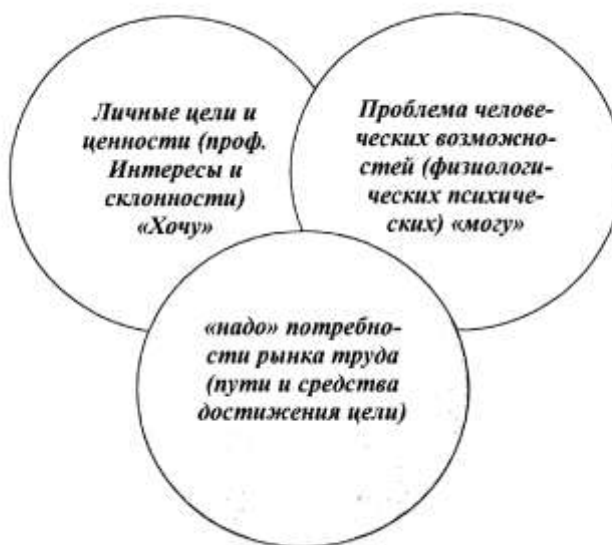 Личные цели и
ценности (проф.
Интересы и
склонности)
«Хочу»
Проблема челове-
ческих возможно-
стей (физиологи-
ческих психиче-
ских) «могу»
«надо» потребно-
сти рынка труда
(пути и средства
достижения цели)